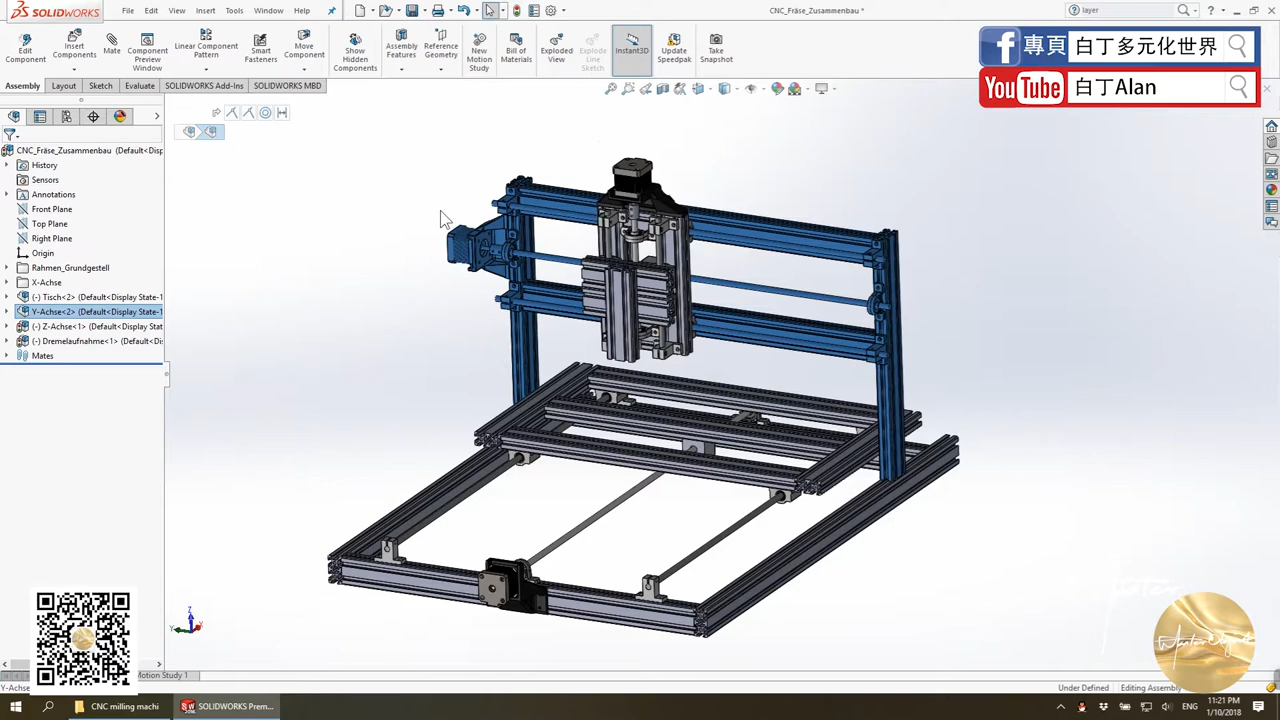 SOLIDWORKS
File Edit View Insert Tools Window Help
CNC_Fräse_Zusammenbau *
layer
Edit Component
Insert Components
Mate
Component Preview Window
Linear Component Pattern
Smart Fasteners
Move Component
Show Hidden Components
Assembly Features
Reference Geometry
New Motion Study
Bill of Materials
Exploded View
Explode Line Sketch
Instant3D
Update Speedpak
Take Snapshot
f 專頁 白丁多元化世界
YouTube 白丁Alan
Assembly Layout Sketch Evaluate SOLIDWORKS Add-Ins SOLIDWORKS MBD
CNC_Fräse_Zusammenbau (Default<Disp
History
Sensors
Annotations
Front Plane
Top Plane
Right Plane
Origin
Rahmen_Grundgestell
X-Achse
(-) Tisch<2> (Default<Display State-1
Y-Achse<2> (Default<Display State-1
(-) Z-Achse<1> (Default<Display Stat
(-) Dremelaufnahme<1> (Default<Di
Mates
Z
Y
X
Motion Study 1
Y-Achse
Under Defined
Editing Assembly
CNC milling machi
SOLIDWORKS Prem...
ENG
11:21 PM
1/10/2018